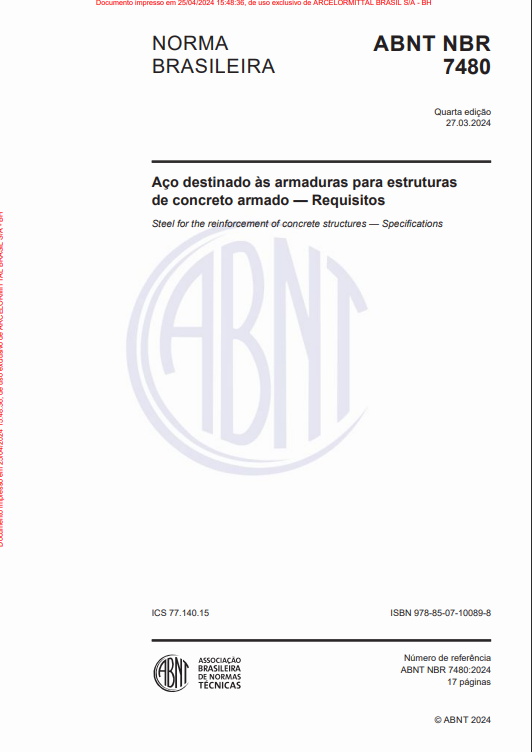 Documento impresso em 25/04/2024 15:48:36, de uso exclusivo de ARCELORMITTAL BRASIL S/A - BH
NORMA
BRASILEIRA
ABNT NBR
7480
Quarta edição
27.03.2024
Aço destinado às armaduras para estruturas
de concreto armado — Requisitos
Steel for the reinforcement of concrete structures — Specifications
ABNT
ICS 77.140.15
ISBN 978-85-07-10089-8
ABNT
ASSOCIAÇÃO
BRASILEIRA
DE NORMAS
TÉCNICAS
Número de referência
ABNT NBR 7480:2024
17 páginas
© ABNT 2024
Documento impresso em 25/04/2024 15:48:36, de uso exclusivo de ARCELORMITTAL BRASIL S/A - BH